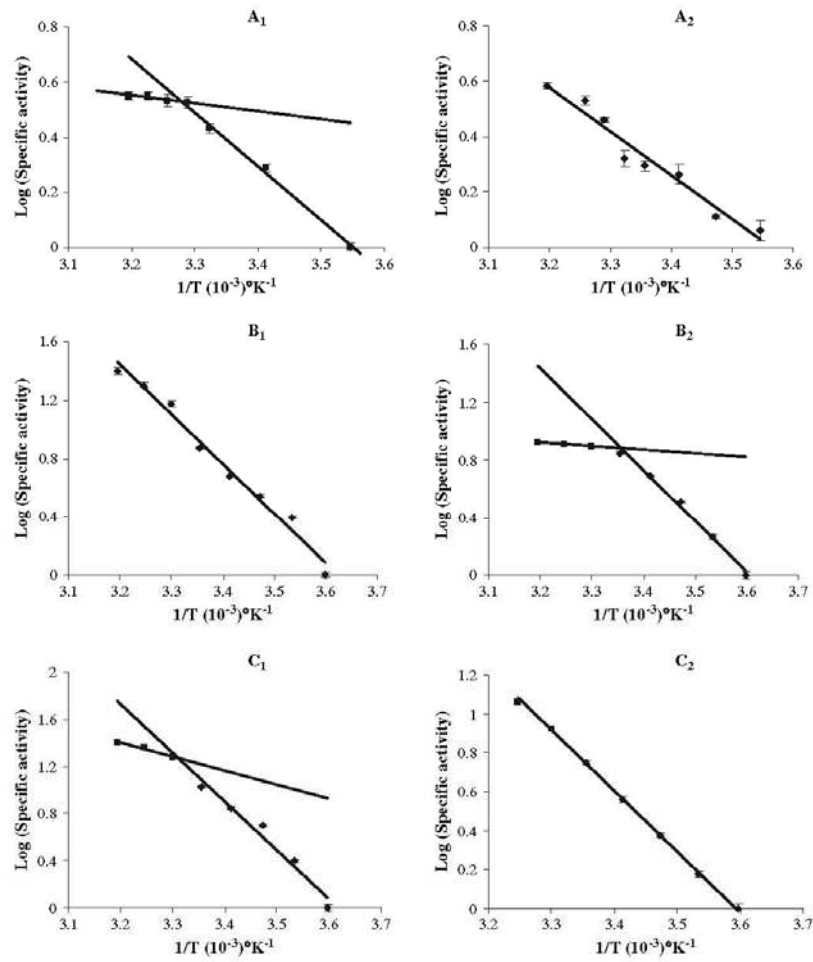 A1
Log (Specific activity)
0.8
0.6
0.4
0.2
0
3.1 3.2 3.3 3.4 3.5 3.6
1/T (10-3)ºK-1
A2
Log (Specific activity)
0.8
0.6
0.4
0.2
0
3.1 3.2 3.3 3.4 3.5 3.6
1/T (10-3)ºK-1
B1
Log (Specific activity)
1.6
1.2
0.8
0.4
0
3.1 3.2 3.3 3.4 3.5 3.6 3.7
1/T (10-3)ºK-1
B2
Log (Specific activity)
1.6
1.2
0.8
0.4
0
3.1 3.2 3.3 3.4 3.5 3.6 3.7
1/T (10-3)ºK-1
C1
Log (Specific activity)
2
1.6
1.2
0.8
0.4
0
3.1 3.2 3.3 3.4 3.5 3.6 3.7
1/T (10-3)ºK-1
C2
Log (Specific activity)
1.2
1
0.8
0.6
0.4
0.2
0
3.2 3.3 3.4 3.5 3.6 3.7
1/T (10-3)ºK-1